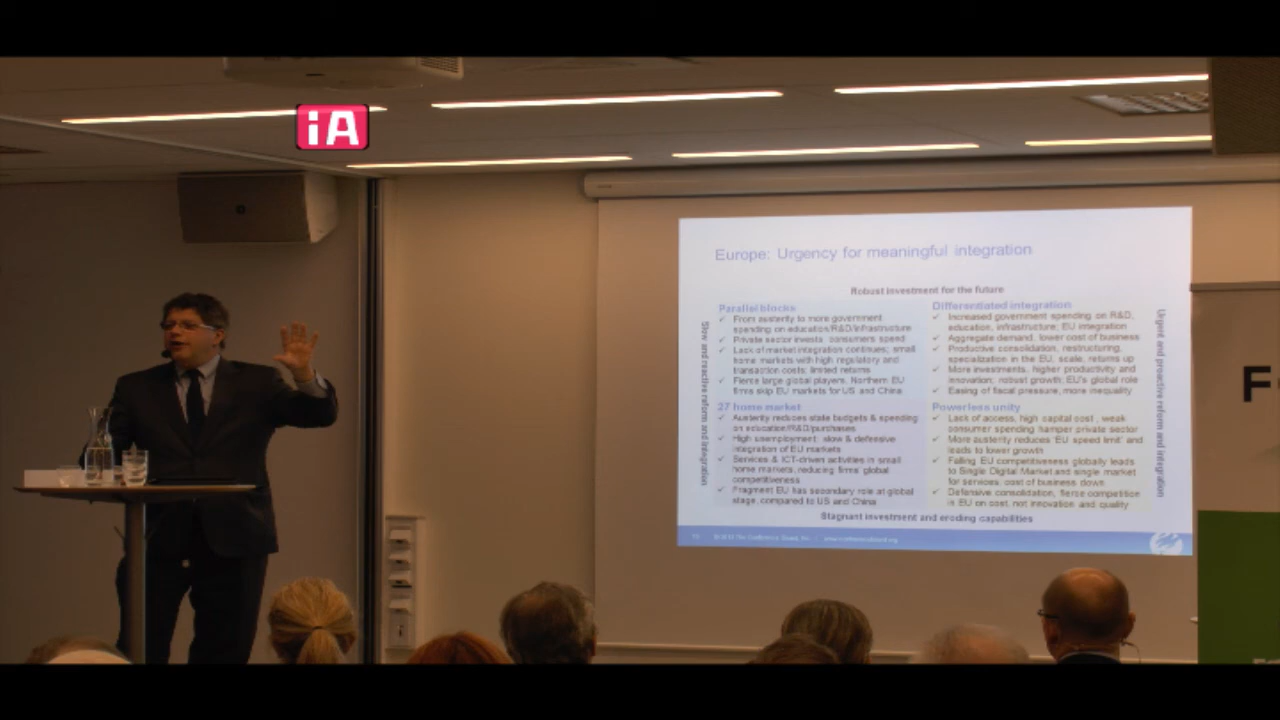 iA
Europe: Urgency for meaningful integration
Robust investment for the future
Parallel blocks
✓ From austerity to more government
spending on education/R&D/infrastructure
✓ Private sector invests, consumers spend
✓ Lack of market integration continues; small
home markets with high regulatory and
transaction costs; limited returns
✓ Fierce large global players, Northern EU
firms skip EU markets for US and China
Differentiated integration
✓ Increased government spending on R&D,
education, infrastructure; EU integration
✓ Aggregate demand, lower cost of business
✓ Productive consolidation, restructuring,
specialization in the EU, scale, returns up
✓ More investments, higher productivity and
innovation; robust growth; EU's global role
✓ Easing of fiscal pressure, more inequality
27 home market
✓ Austerity reduces state budgets & spending
on education/R&D/purchases
✓ High unemployment; slow & defensive
integration of EU markets
✓ Services & ICT-driven activities in small
home markets, reducing firms' global
competitiveness
✓ Fragment EU has secondary role at global
stage, compared to US and China
Powerless unity
✓ Lack of access, high capital cost, weak
consumer spending hamper private sector
✓ More austerity reduces 'EU speed limit' and
leads to lower growth
✓ Falling EU competitiveness globally leads
to Single Digital Market and single market
for services; cost of business down
✓ Defensive consolidation, fierce competition
in EU on cost, not innovation and quality
Slow and reactive reform and integration
Urgent and proactive reform and integration
Stagnant investment and eroding capabilities
The Conference Board, Inc. |
F